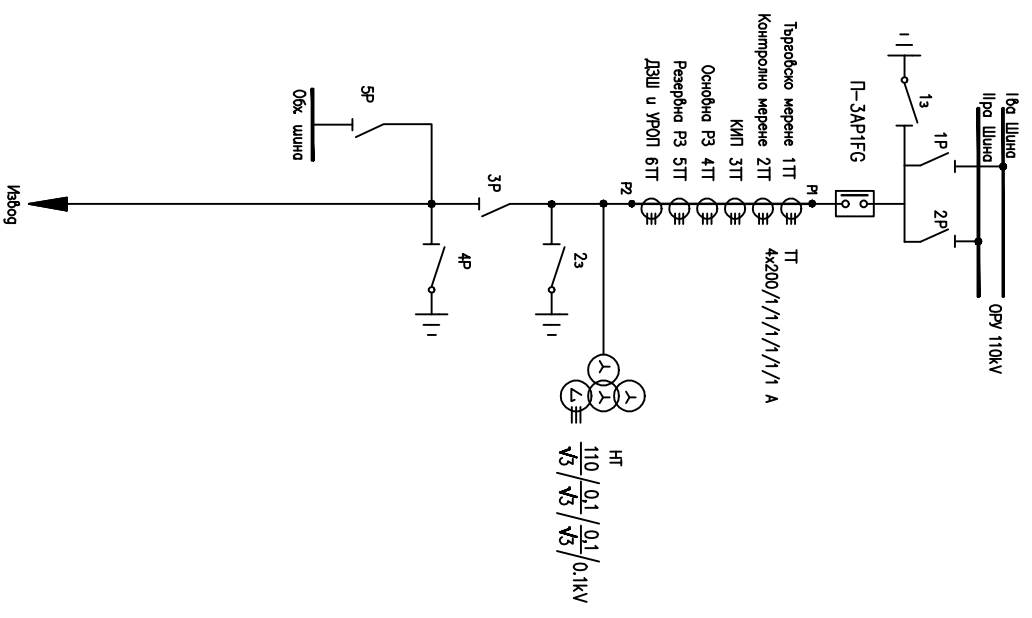 Iва Шина
IIра Шина
ОРУ 110kV
1Р
2Р
1з
П-3AP1FG
P1
Търговско мерене 1ТТ
Контролно мерене 2ТТ
КИП 3ТТ
Основна РЗ 4ТТ
Резервна РЗ 5ТТ
ДЗШ и УРОП 6ТТ
ТТ
4x200/1/1/1/1/1/1 А
P2
НТ
110/√3 / 0,1/√3 / 0,1/√3 / 0.1kV
2з
3Р
4Р
5Р
Обх. шина
Извод